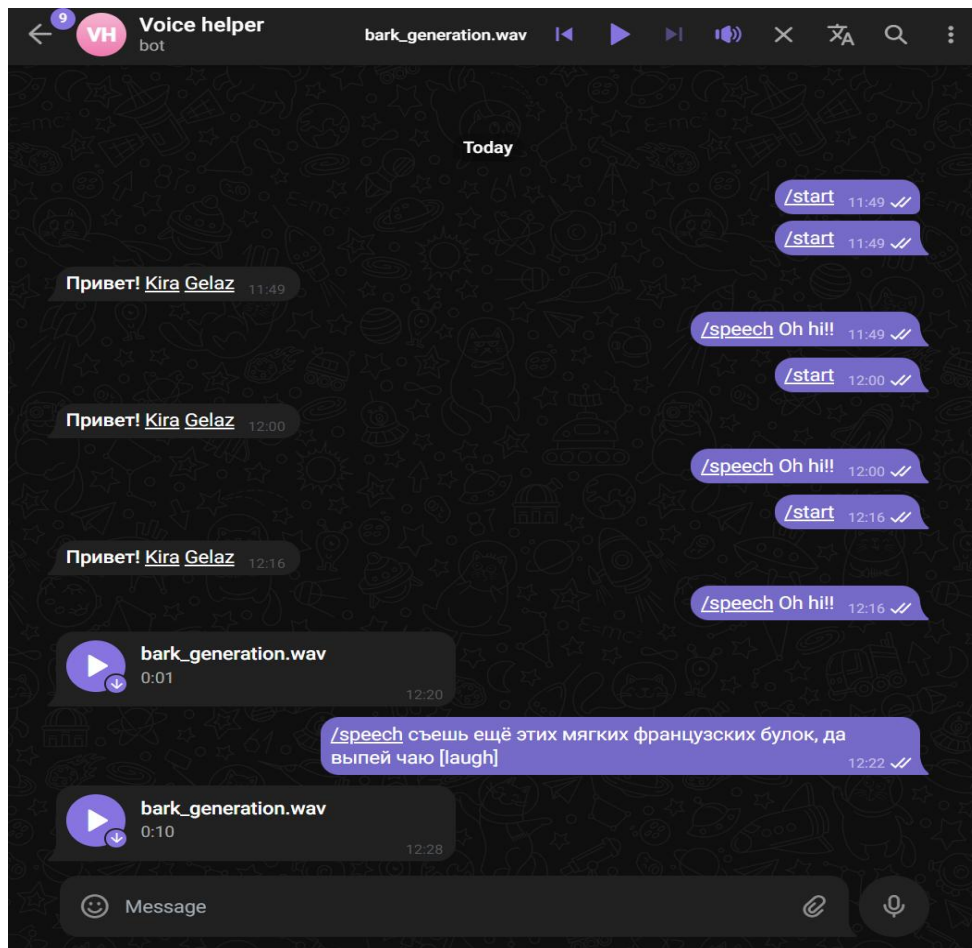 9
VH
Voice helper
bot
bark_generation.wav
Today
/start 11:49
/start 11:49
Привет! Kira Gelaz 11:49
/speech Oh hi!! 11:49
/start 12:00
Привет! Kira Gelaz 12:00
/speech Oh hi!! 12:00
/start 12:16
Привет! Kira Gelaz 12:16
/speech Oh hi!! 12:16
bark_generation.wav
0:01
12:20
/speech съешь ещё этих мягких французских булок, да
выпей чаю [laugh] 12:22
bark_generation.wav
0:10
12:28
Message